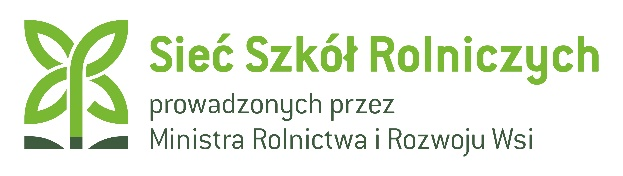 Sieć Szkół Rolniczych
prowadzonych przez
Ministra Rolnictwa i Rozwoju Wsi